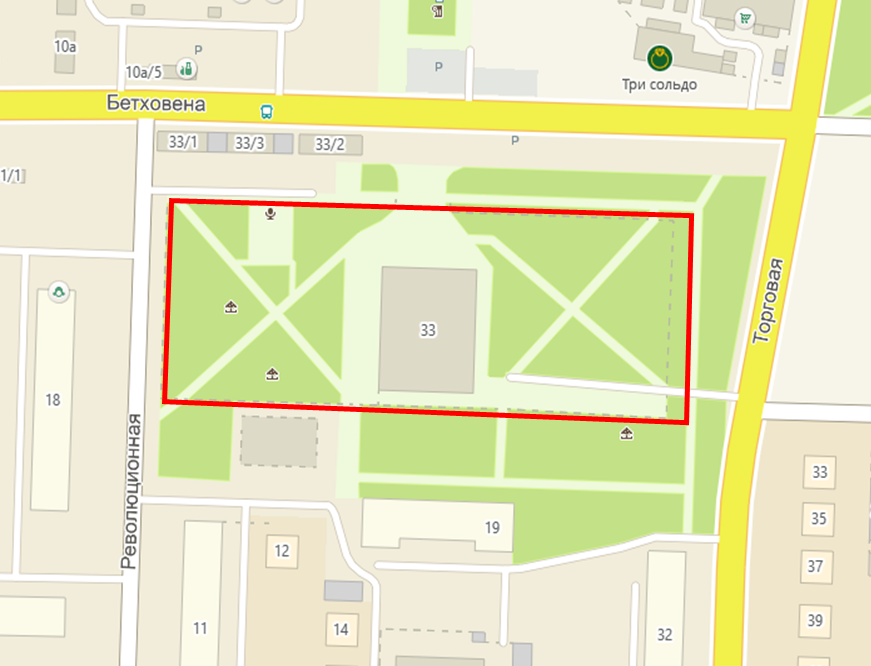 10а
Р
10а/5
Р
Три сольдо
Бетховена
33/1
33/3
33/2
Р
1/1
33
Торговая
18
Революционная
33
19
35
12
37
11
14
39
32